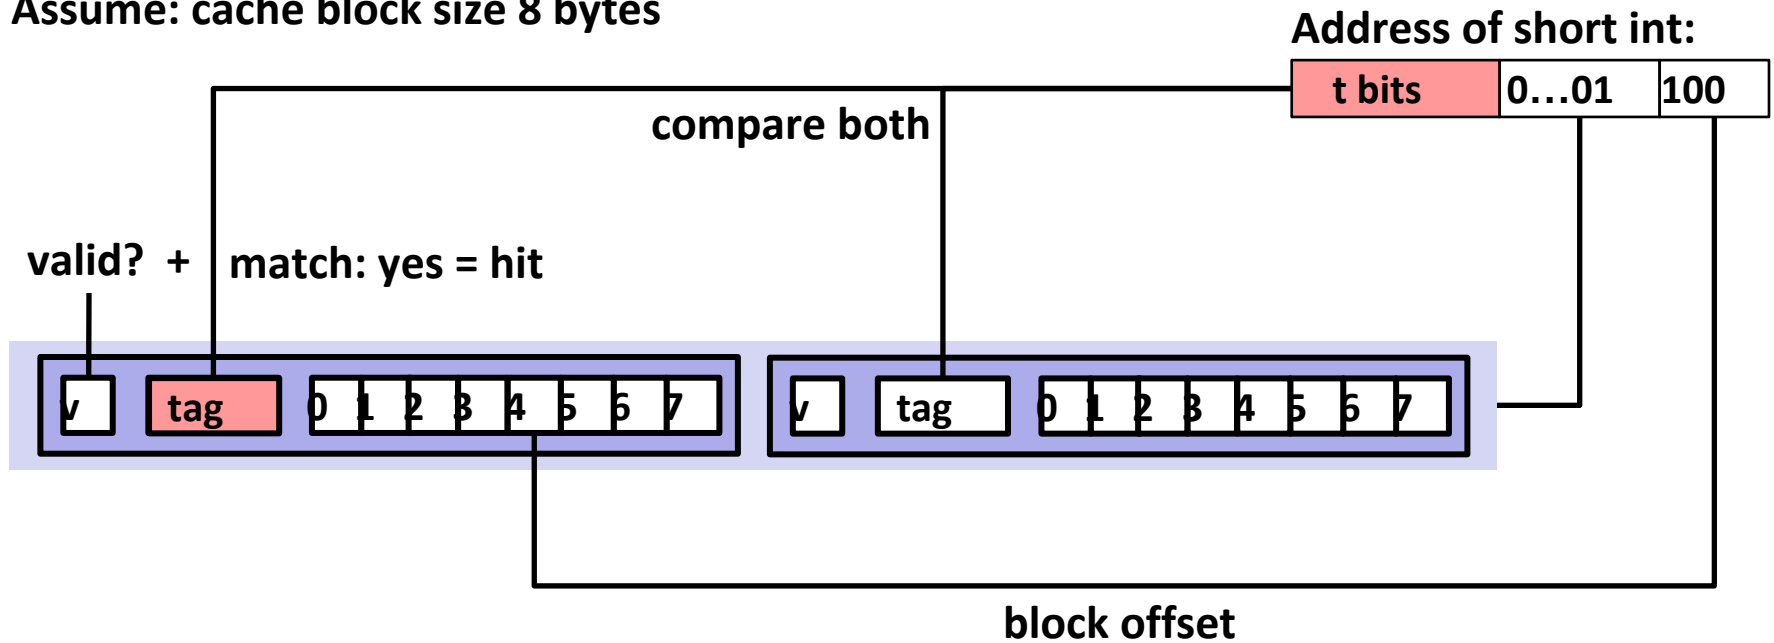 Assume: cache block size 8 bytes
Address of short int:
t bits 0...01 100
compare both
valid? + match: yes = hit
v tag 0 1 2 3 4 5 6 7 v tag 0 1 2 3 4 5 6 7
block offset